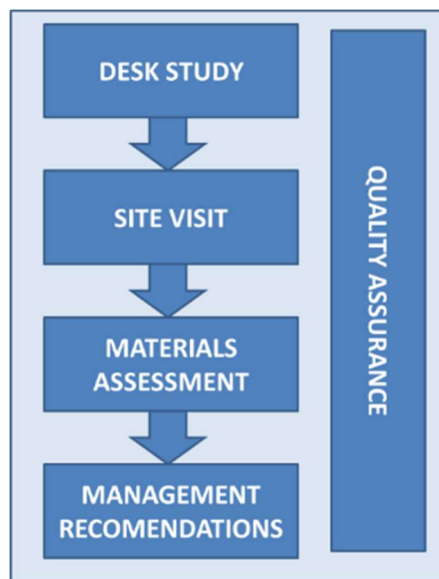 DESK STUDY
SITE VISIT
MATERIALS
ASSESSMENT
MANAGEMENT
RECOMENDATIONS
QUALITY ASSURANCE